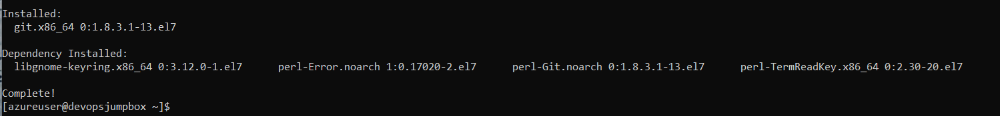 Installed:
git.x86_64 0:1.8.3.1-13.el7
Dependency Installed:
libgnome-keyring.x86_64 0:3.12.0-1.el7 perl-Error.noarch 1:0.17020-2.el7 perl-Git.noarch 0:1.8.3.1-13.el7 perl-TermReadKey.x86_64 0:2.30-20.el7
Complete!
[azureuser@devopsjumpbox ~]$